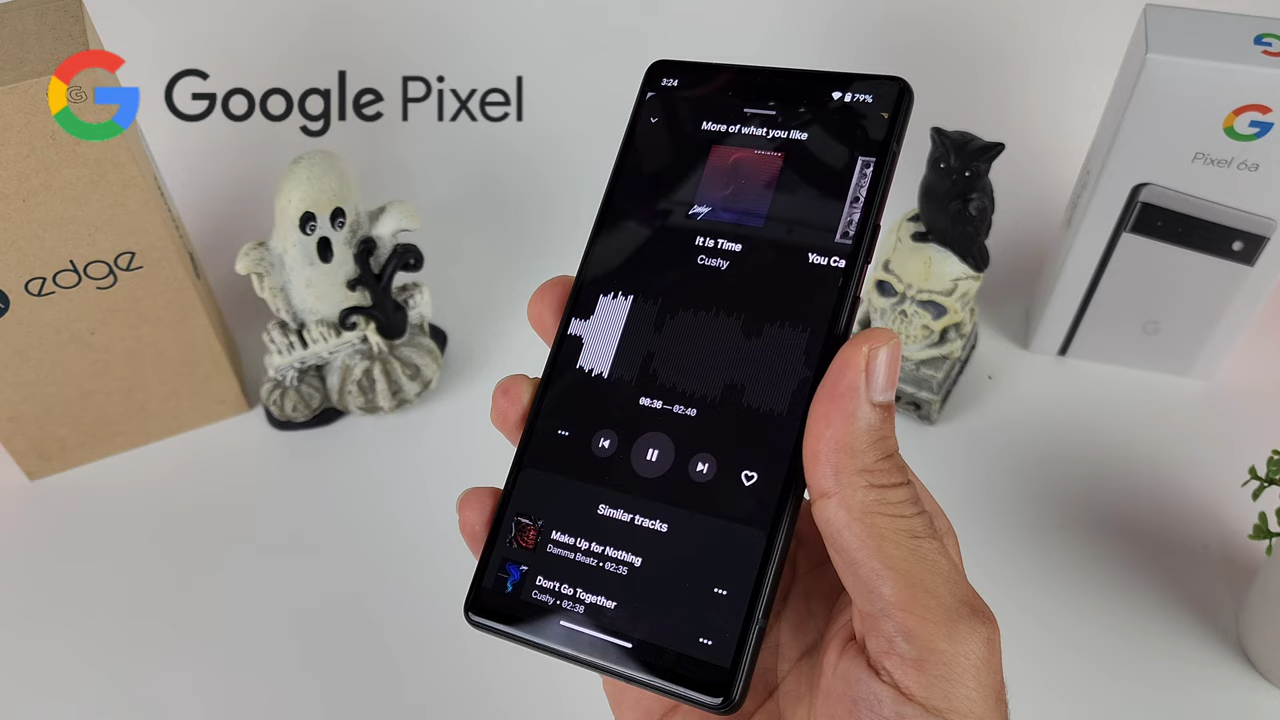 Google Pixel
edge
3:24
79%
More of what you like
It Is Time
Cushy
You Ca
00:36 — 02:40
Similar tracks
Make Up for Nothing
Damma Beatz • 02:35
Don't Go Together
Cushy • 02:38
Pixel 6a